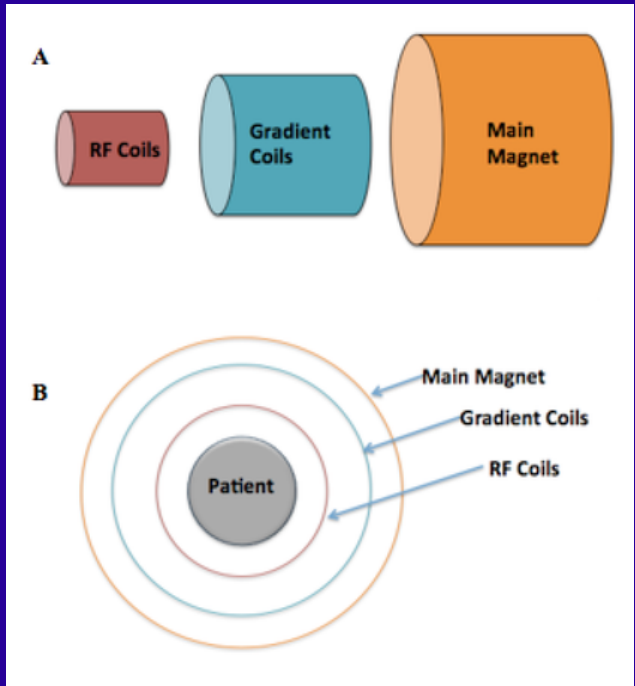 A
RF Coils
Gradient
Coils
Main
Magnet
B
Main Magnet
Gradient Coils
RF Coils
Patient